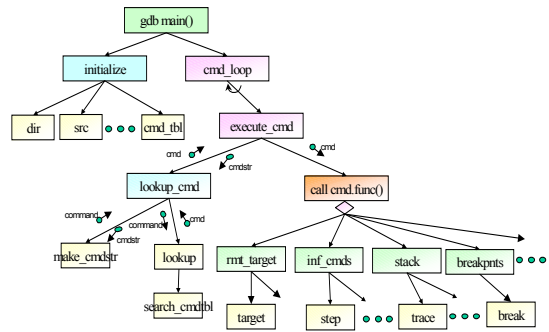 gdb main()
initialize
cmd_loop
dir
src
cmd_tbl
execute_cmd
cmd
cmdstr
cmd
lookup_cmd
call cmd.func()
command
cmdstr
command
cmd
make_cmdstr
lookup
rmt_target
inf_cmds
stack
breakpnts
search_cmdtbl
target
step
trace
break